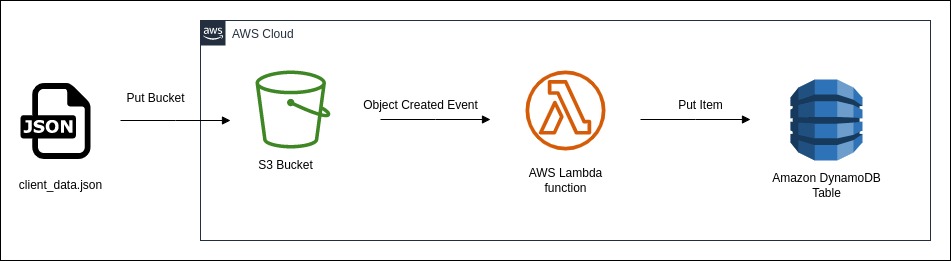 aws
AWS Cloud
Put Bucket
Object Created Event
Put Item
JSON
S3 Bucket
AWS Lambda
function
Amazon DynamoDB
Table
client_data.json